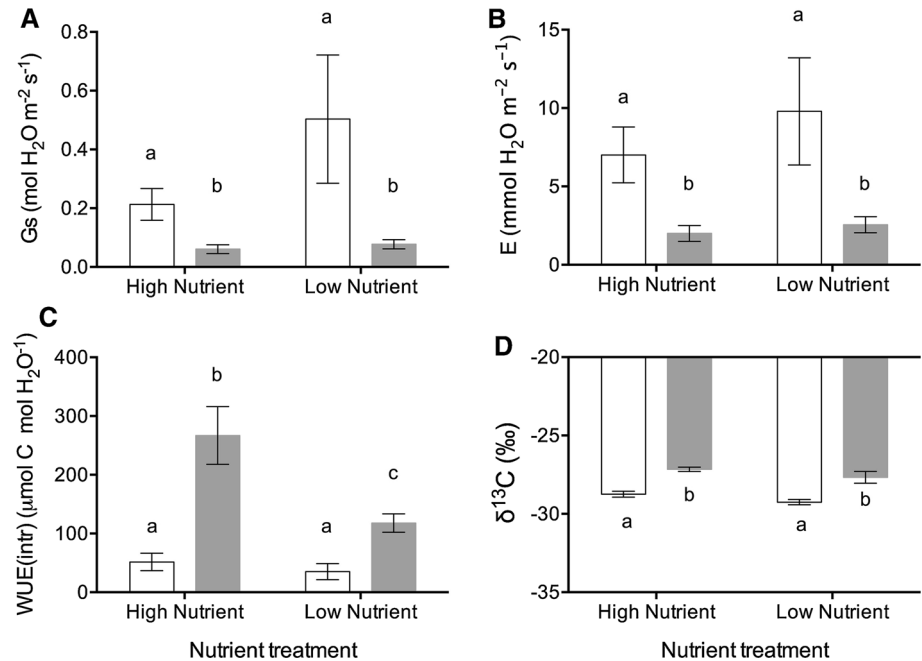 A
Gs (mol H₂O m⁻² s⁻¹)
0.8
0.6
0.4
0.2
0.0
a
b
a
b
High Nutrient
Low Nutrient
B
E (mmol H₂O m⁻² s⁻¹)
15
10
5
0
a
b
a
b
High Nutrient
Low Nutrient
C
WUE(intr) (μmol C mol H₂O⁻¹)
400
300
200
100
0
a
b
a
c
High Nutrient
Low Nutrient
Nutrient treatment
D
δ¹³C (‰)
-20
-25
-30
-35
a
b
a
b
High Nutrient
Low Nutrient
Nutrient treatment